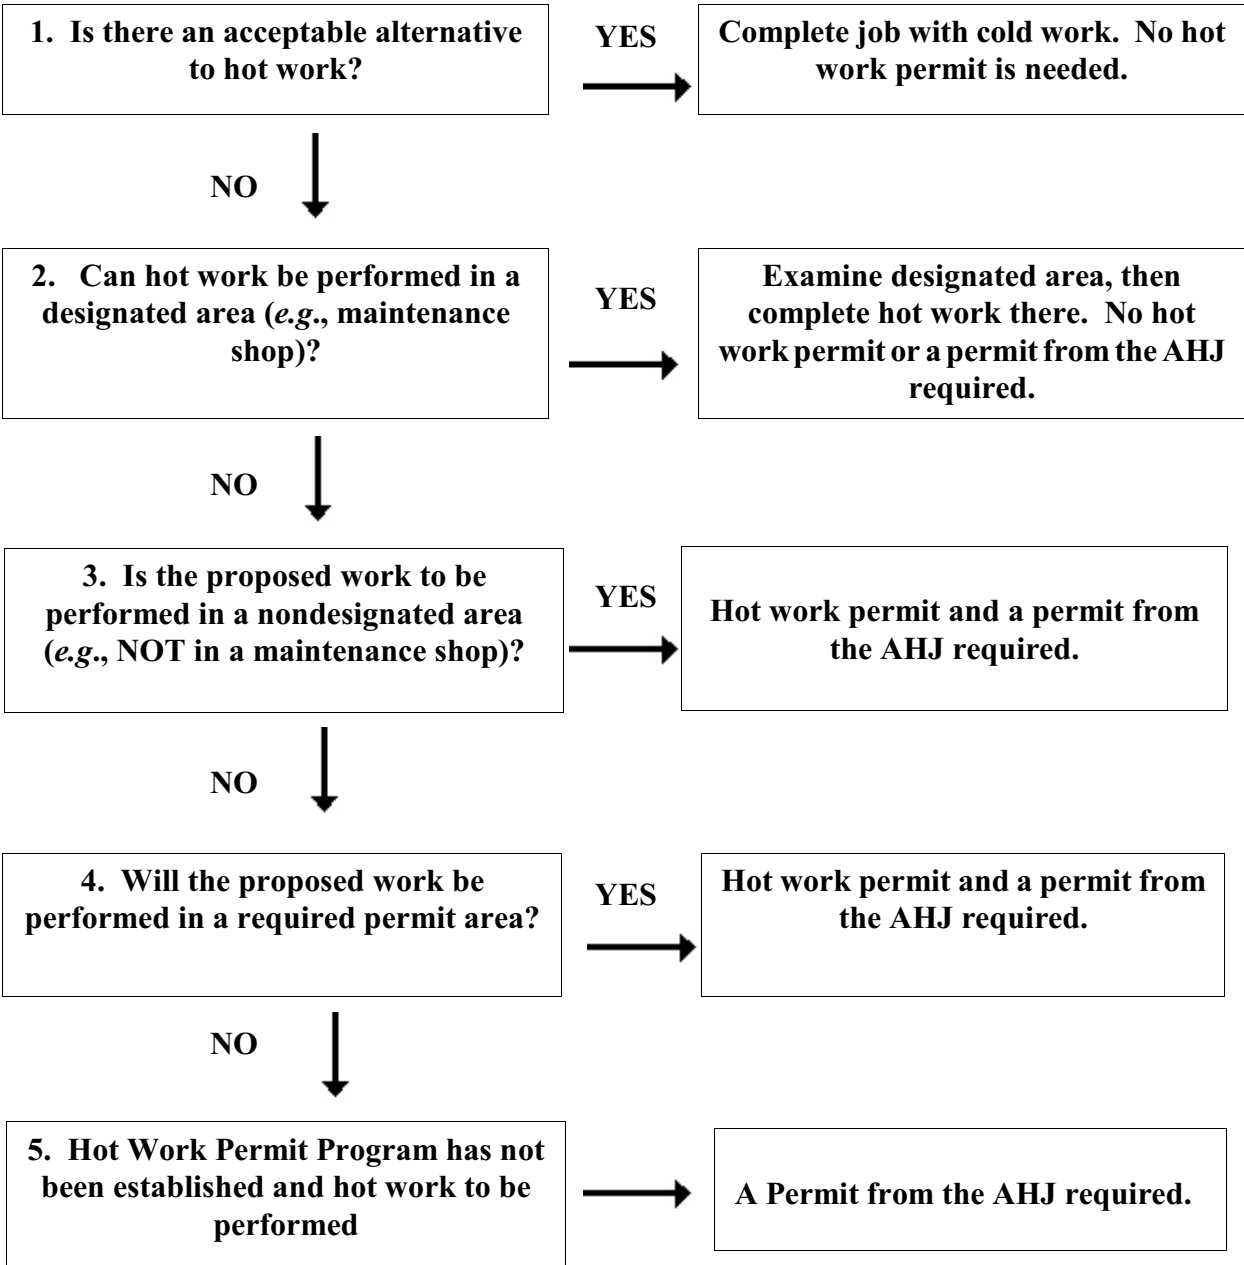 1. Is there an acceptable alternative
to hot work?
YES
Complete job with cold work. No hot
work permit is needed.
NO
2. Can hot work be performed in a
designated area (e.g., maintenance
shop)?
YES
Examine designated area, then
complete hot work there. No hot
work permit or a permit from the AHJ
required.
NO
3. Is the proposed work to be
performed in a nondesignated area
(e.g., NOT in a maintenance shop)?
YES
Hot work permit and a permit from
the AHJ required.
NO
4. Will the proposed work be
performed in a required permit area?
YES
Hot work permit and a permit from
the AHJ required.
NO
5. Hot Work Permit Program has not
been established and hot work to be
performed
A Permit from the AHJ required.